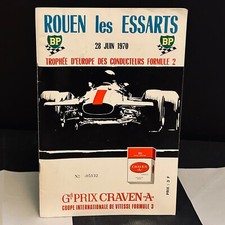 ROUEN les ESSARTS
BP
BP
28 JUIN 1970
TROPHÉE D'EUROPE DES CONDUCTEURS FORMULE 2
CRAVEN "A"
Gd PRIX CRAVEN-A
COUPE INTERNATIONALE DE VITESSE FORMULE 3